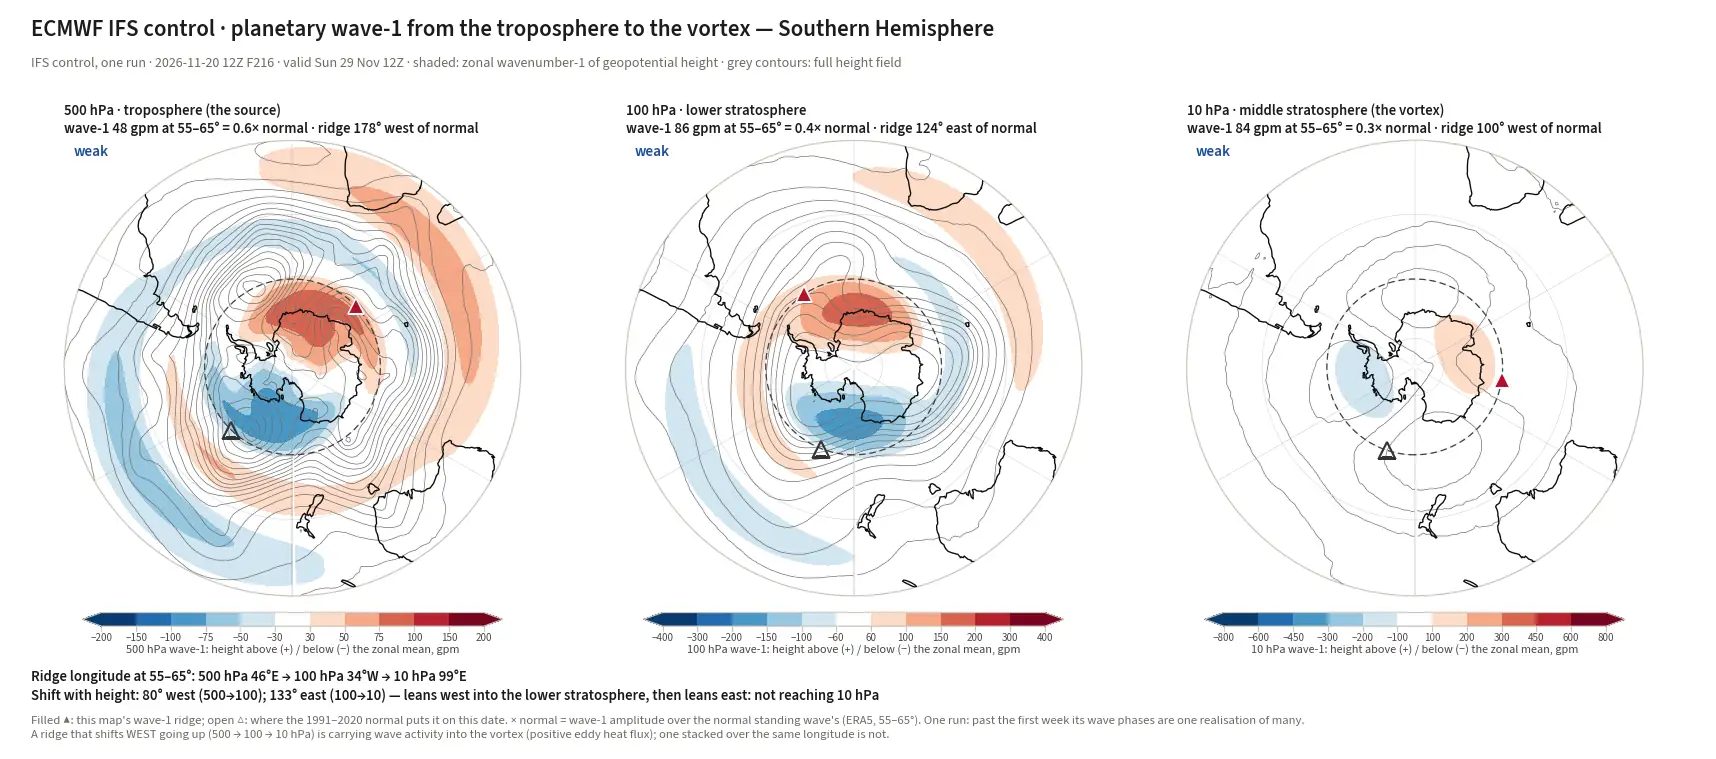 ECMWF IFS control · planetary wave-1 from the troposphere to the vortex — Southern Hemisphere
IFS control, one run · 2026-11-20 12Z F216 · valid Sun 29 Nov 12Z · shaded: zonal wavenumber-1 of geopotential height · grey contours: full height field
500 hPa · troposphere (the source)
wave-1 48 gpm at 55–65° = 0.6× normal · ridge 178° west of normal
weak
100 hPa · lower stratosphere
wave-1 86 gpm at 55–65° = 0.4× normal · ridge 124° east of normal
weak
10 hPa · middle stratosphere (the vortex)
wave-1 84 gpm at 55–65° = 0.3× normal · ridge 100° west of normal
weak
−200 −150 −100 −75 −50 −30 30 50 75 100 150 200
500 hPa wave-1: height above (+) / below (−) the zonal mean, gpm
−400 −300 −200 −150 −100 −60 60 100 150 200 300 400
100 hPa wave-1: height above (+) / below (−) the zonal mean, gpm
−800 −600 −450 −300 −200 −100 100 200 300 450 600 800
10 hPa wave-1: height above (+) / below (−) the zonal mean, gpm
Ridge longitude at 55–65°: 500 hPa 46°E → 100 hPa 34°W → 10 hPa 99°E
Shift with height: 80° west (500→100); 133° east (100→10) — leans west into the lower stratosphere, then leans east: not reaching 10 hPa
Filled ▲: this map's wave-1 ridge; open △: where the 1991–2020 normal puts it on this date. × normal = wave-1 amplitude over the normal standing wave's (ERA5, 55–65°). One run: past the first week its wave phases are one realisation of many.
A ridge that shifts WEST going up (500 → 100 → 10 hPa) is carrying wave activity into the vortex (positive eddy heat flux); one stacked over the same longitude is not.